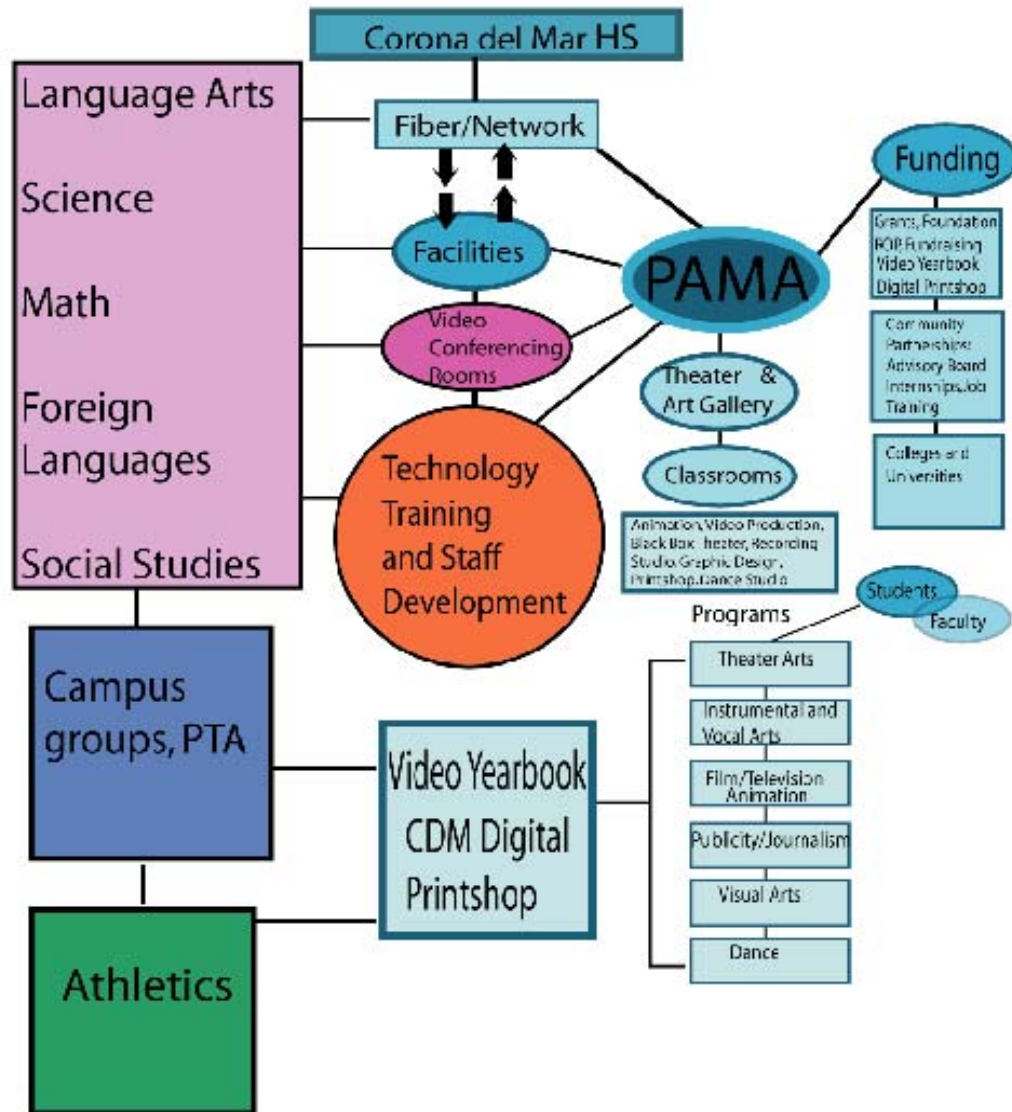 Corona del Mar HS
Language Arts
Science
Math
Foreign
Languages
Social Studies
Fiber/Network
Facilities
Video
Conferencing
Rooms
Technology
Training
and Staff
Development
PAMA
Theater &
Art Gallery
Classrooms
Animation, Video Production,
Black Box Theater, Recording
Studio, Graphic Design,
Printshop, Dance Studio
Funding
Grants, Foundation
ROP, Fundraising
Video Yearbook
Digital Printshop
Community
Partnerships:
Advisory Board
Internships, Job
Training
Colleges and
Universities
Students
Faculty
Programs
Theater Arts
Instrumental and
Vocal Arts
Film/Television
Animation
Publicity/Journalism
Visual Arts
Dance
Campus
groups, PTA
Video Yearbook
CDM Digital
Printshop
Athletics